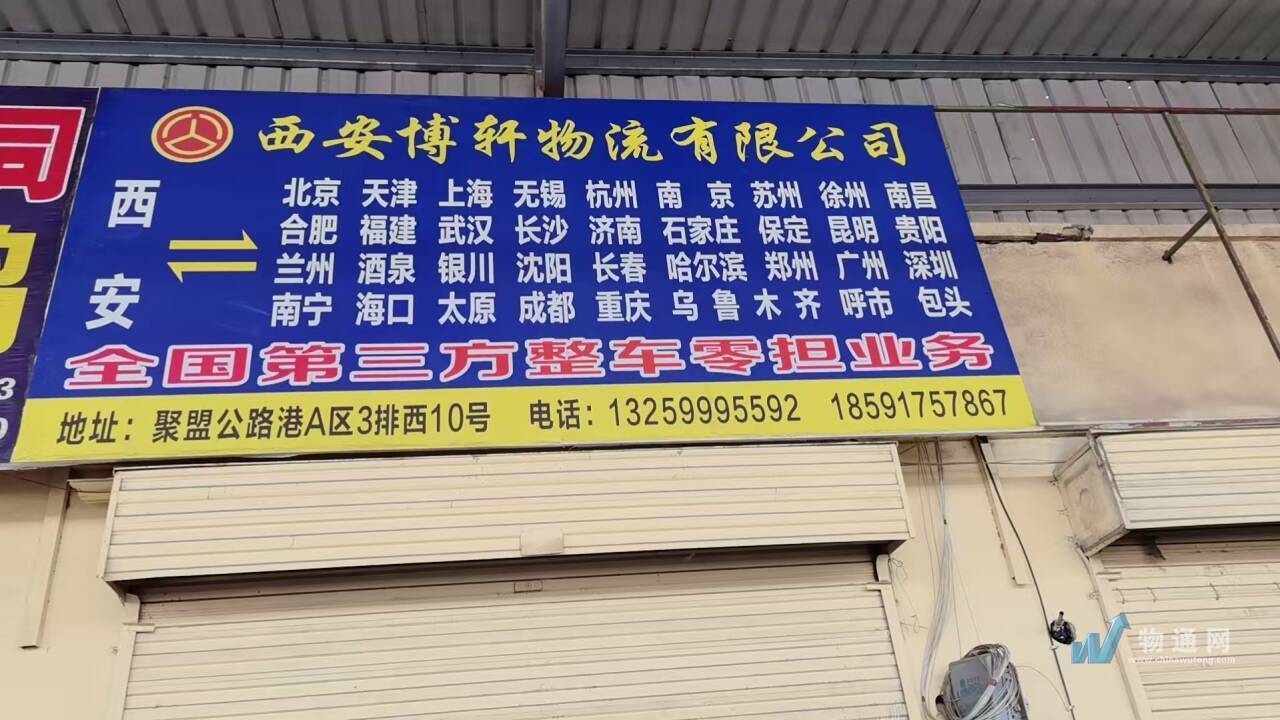 西安博轩物流有限公司
西安
北京 天津 上海 无锡 杭州 南京 苏州 徐州 南昌
合肥 福建 武汉 长沙 济南 石家庄 保定 昆明 贵阳
兰州 酒泉 银川 沈阳 长春 哈尔滨 郑州 广州 深圳
南宁 海口 太原 成都 重庆 乌鲁木齐 呼市 包头
全国第三方整车零担业务
地址：聚盟公路港A区3排西10号 电话：13259995592 18591757867
物通网
www.chinawutong.com